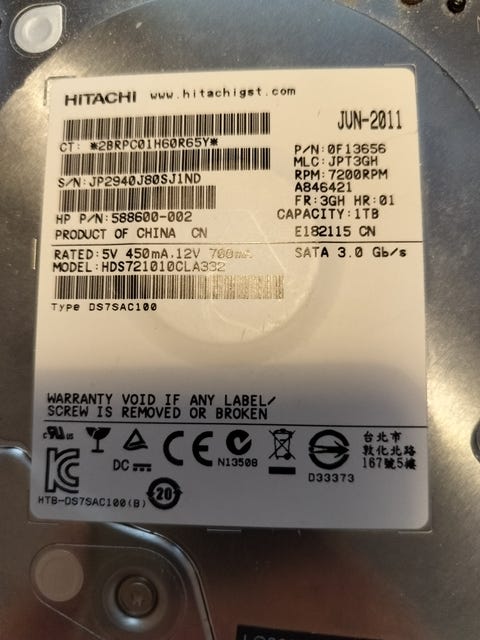 HITACHI www.hitachigst.com
JUN-2011
CT: *2BRPC01H60R65Y*
P/N:0F13656
MLC:JPT3GH
S/N:JP2940J80SJ1ND
RPM:7200RPM
A846421
FR:3GH HR:01
HP P/N:588600-002
CAPACITY:1TB
PRODUCT OF CHINA CN
E182115 CN
RATED:5V 450mA,12V 700mA
SATA 3.0 Gb/s
MODEL:HDS721010CLA332
Type DS7SAC100
WARRANTY VOID IF ANY LABEL/
SCREW IS REMOVED OR BROKEN
DC
N13508
D33373
台北市
敦化北路
167號5樓
HTB-DS7SAC100(B)
20